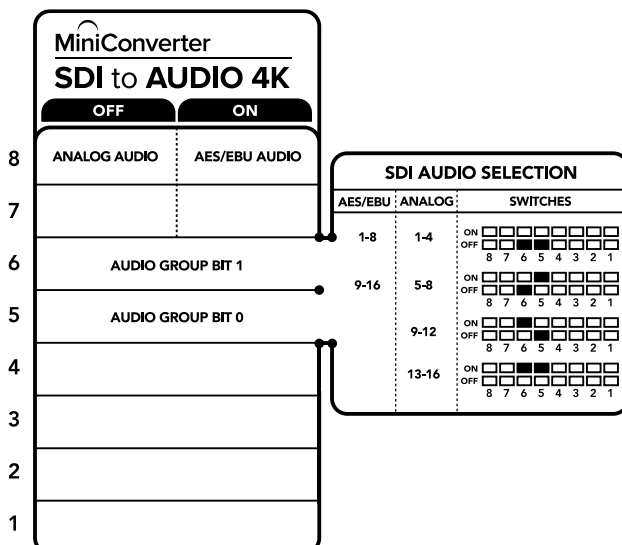 MiniConverter
SDI to AUDIO 4K
OFF ON
8 ANALOG AUDIO AES/EBU AUDIO
7
6 AUDIO GROUP BIT 1
5 AUDIO GROUP BIT 0
4
3
2
1
SDI AUDIO SELECTION
AES/EBU ANALOG SWITCHES
1-8 1-4 ON
OFF
8 7 6 5 4 3 2 1
9-16 5-8 ON
OFF
8 7 6 5 4 3 2 1
9-12 ON
OFF
8 7 6 5 4 3 2 1
13-16 ON
OFF
8 7 6 5 4 3 2 1